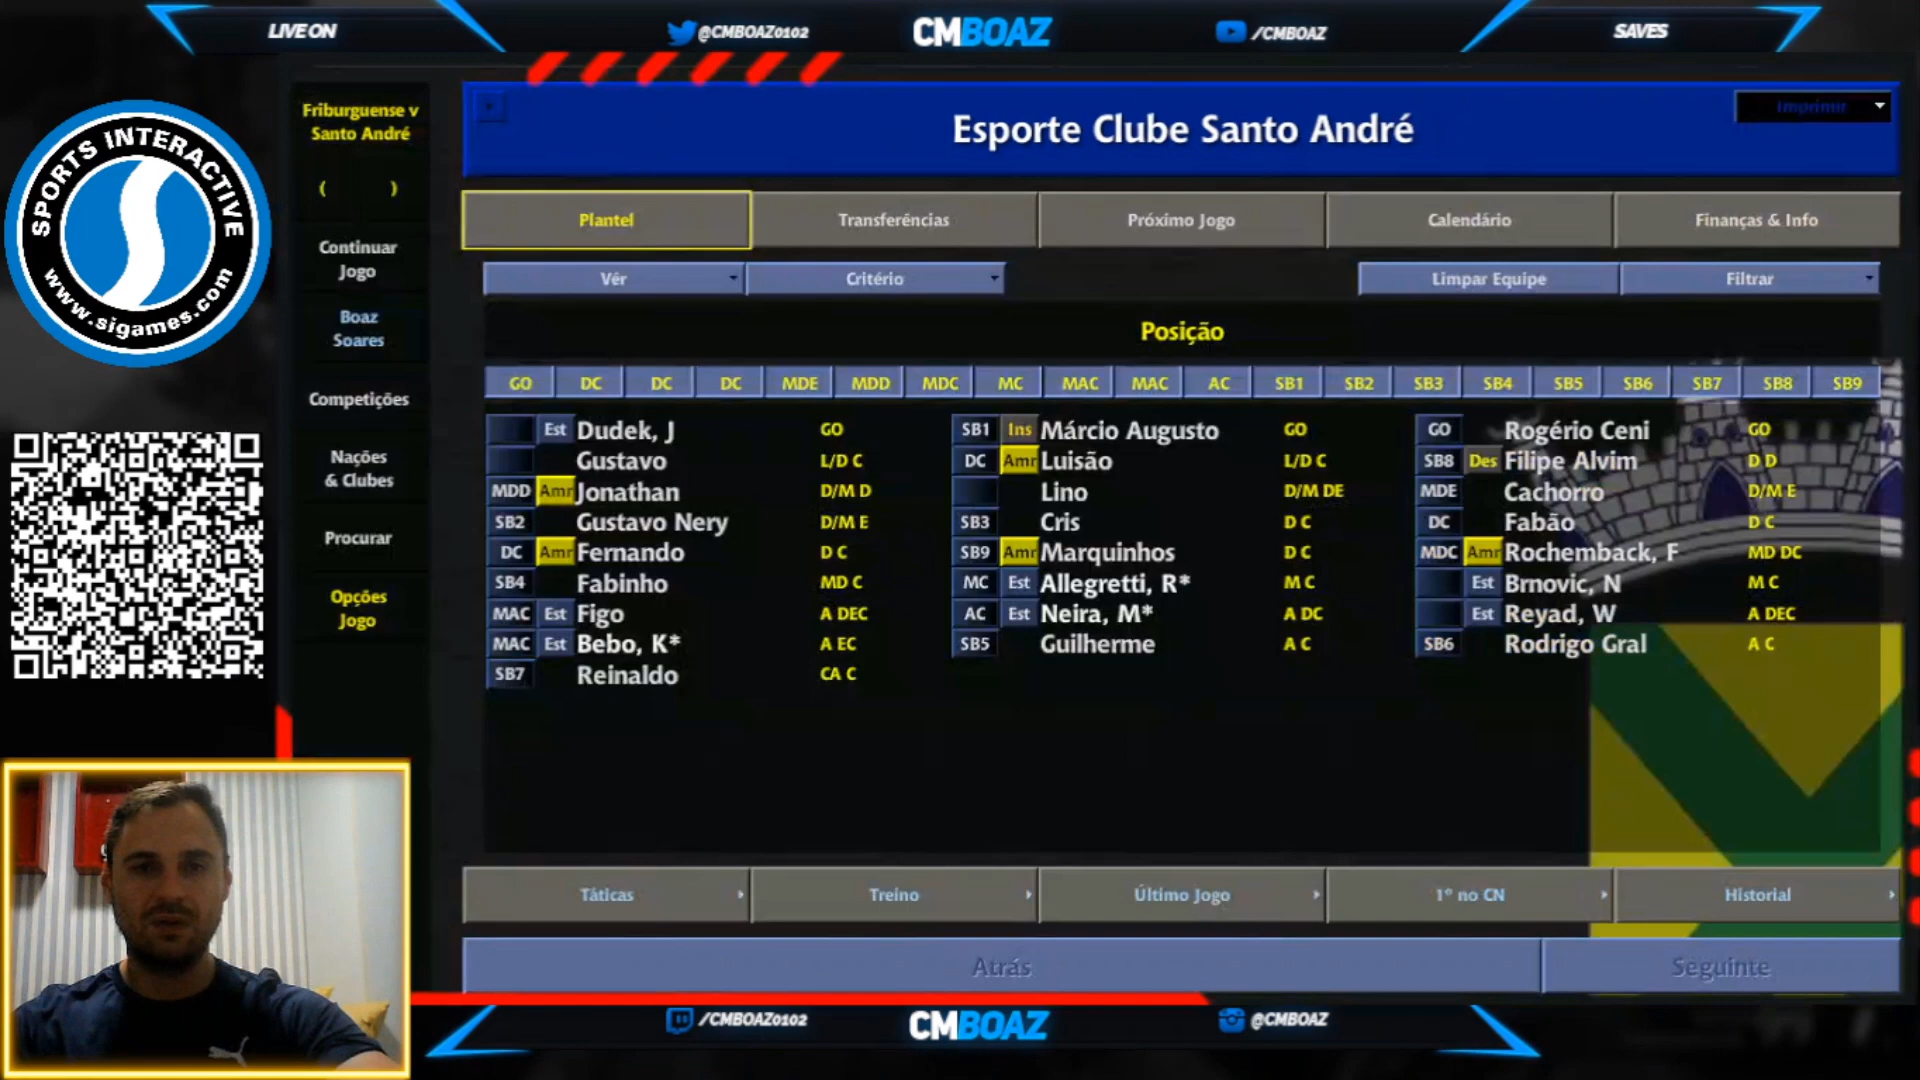 LIVE ON
@CMBOAZ0102
CMBOAZ
/CMBOAZ
SAVES
SPORTS INTERACTIVE
www.sigames.com
Friburguense v
Santo André
( )
Continuar
Jogo
Boaz
Soares
Competições
Nações
& Clubes
Procurar
Opções
Jogo
Esporte Clube Santo André
Imprimir
Plantel
Transferências
Próximo Jogo
Calendário
Finanças & Info
Vér
Critério
Limpar Equipe
Filtrar
Posição
GO DC DC DC MDE MDD MDC MC MAC MAC AC SB1 SB2 SB3 SB4 SB5 SB6 SB7 SB8 SB9
Est Dudek, J GO SB1 Ins Márcio Augusto GO GO Rogério Ceni GO
Gustavo L/D C DC Amr Luisão L/D C SB8 Des Filipe Alvim D D
MDD Amr Jonathan D/M D Lino D/M DE MDE Cachorro D/M E
SB2 Gustavo Nery D/M E SB3 Cris D C DC Fabão D C
DC Amr Fernando D C SB9 Amr Marquinhos D C MDC Amr Rochemback, F MD DC
SB4 Fabinho MD C MC Est Allegretti, R* M C Est Brnovic, N M C
MAC Est Figo A DEC AC Est Neira, M* A DC Est Reyad, W A DEC
MAC Est Bebo, K* A EC SB5 Guilherme A C SB6 Rodrigo Gral A C
SB7 Reinaldo CA C
Táticas
Treino
Último Jogo
1º no CN
Historial
Atrás
Seguinte
/CMBOAZ0102
CMBOAZ
@CMBOAZ